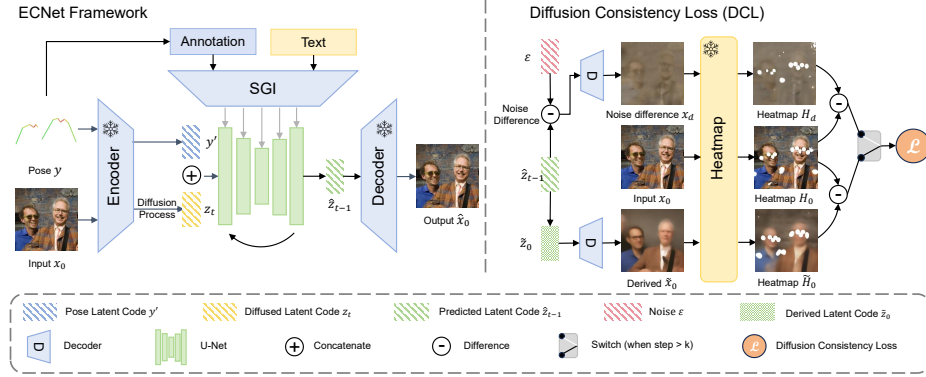 ECNet Framework
Annotation
Text
SGI
Pose y
Encoder
y'
Diffusion
Process
z_t
Input x_0
ẑ_{t-1}
Decoder
Output x̂_0
Diffusion Consistency Loss (DCL)
ε
D
Noise
Difference
Noise difference x_d
Heatmap
Heatmap H_d
ẑ_{t-1}
Input x_0
Heatmap H_0
ℒ
z̃_0
D
Derived x̃_0
Heatmap H̃_0
Pose Latent Code y'
Diffused Latent Code z_t
Predicted Latent Code ẑ_{t-1}
Noise ε
Derived Latent Code z̃_0
D
Decoder
U-Net
Concatenate
Difference
Switch (when step > k)
ℒ
Diffusion Consistency Loss